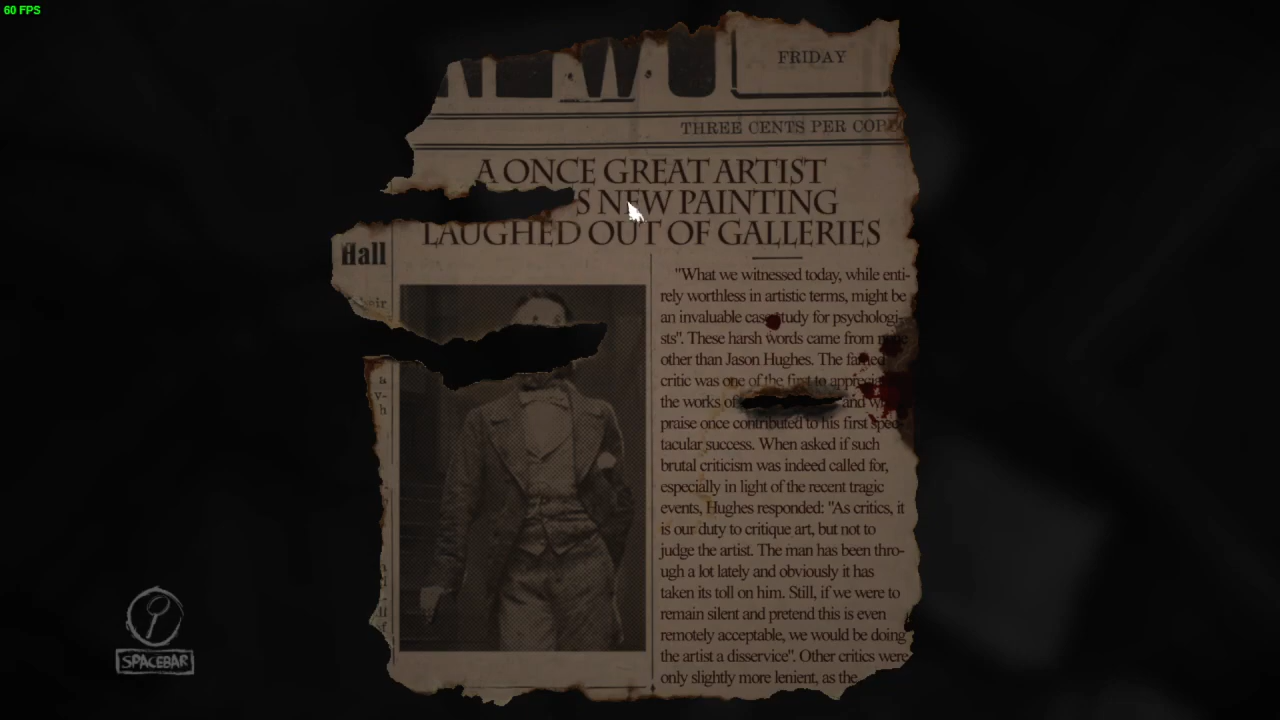 60 FPS
FRIDAY
THREE CENTS PER COPY
A ONCE GREAT ARTIST
'S NEW PAINTING
LAUGHED OUT OF GALLERIES
Hall
"What we witnessed today, while enti-
rely worthless in artistic terms, might be
an invaluable case study for psychologi-
sts". These harsh words came from none
other than Jason Hughes. The famed
critic was one of the first to apprecia
the works of and
praise once contributed to his first spec-
tacular success. When asked if such
brutal criticism was indeed called for,
especially in light of the recent tragic
events, Hughes responded: "As critics, it
is our duty to critique art, but not to
judge the artist. The man has been thro-
ugh a lot lately and obviously it has
taken its toll on him. Still, if we were to
remain silent and pretend this is even
remotely acceptable, we would be doing
the artist a disservice". Other critics were
only slightly more lenient, as the
a
v-
h
SPACEBAR